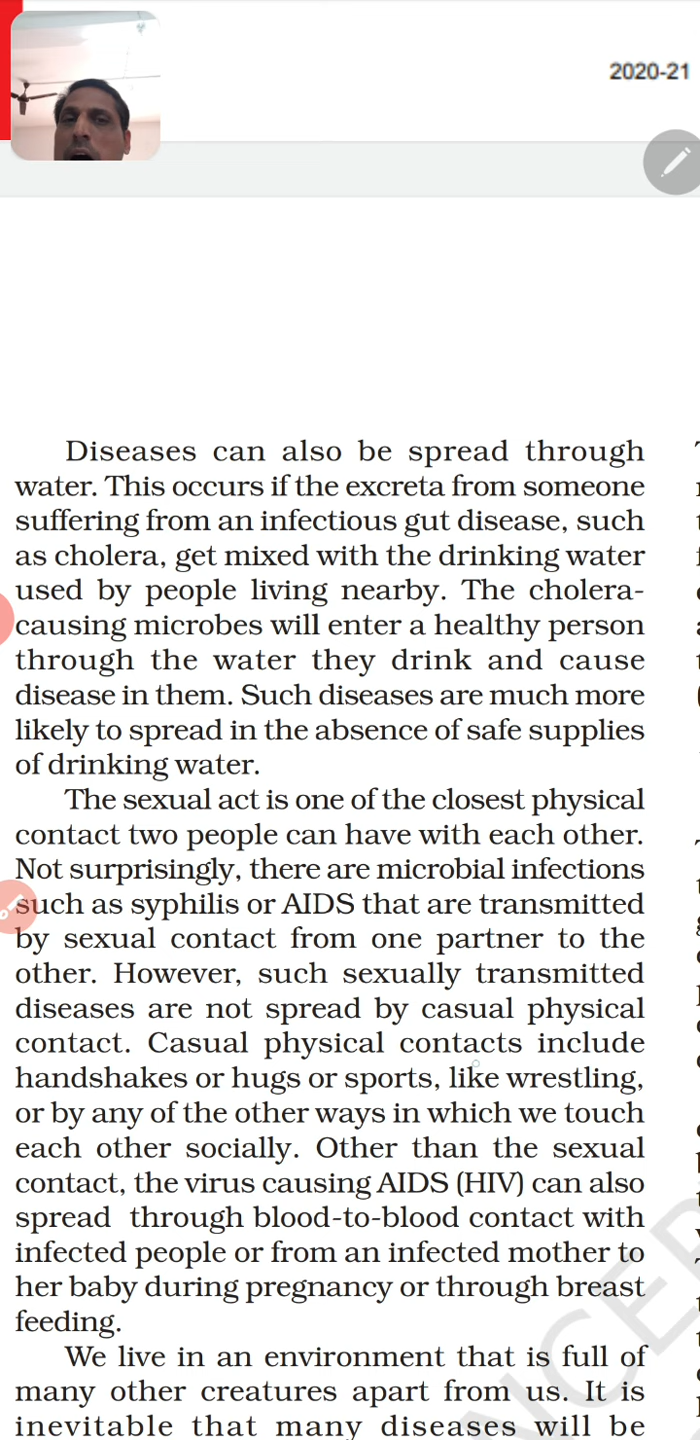 2020-21
Diseases can also be spread through
water. This occurs if the excreta from someone
suffering from an infectious gut disease, such
as cholera, get mixed with the drinking water
used by people living nearby. The cholera-
causing microbes will enter a healthy person
through the water they drink and cause
disease in them. Such diseases are much more
likely to spread in the absence of safe supplies
of drinking water.
The sexual act is one of the closest physical
contact two people can have with each other.
Not surprisingly, there are microbial infections
such as syphilis or AIDS that are transmitted
by sexual contact from one partner to the
other. However, such sexually transmitted
diseases are not spread by casual physical
contact. Casual physical contacts include
handshakes or hugs or sports, like wrestling,
or by any of the other ways in which we touch
each other socially. Other than the sexual
contact, the virus causing AIDS (HIV) can also
spread through blood-to-blood contact with
infected people or from an infected mother to
her baby during pregnancy or through breast
feeding.
We live in an environment that is full of
many other creatures apart from us. It is
inevitable that many diseases will be